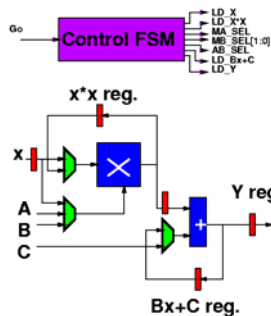 Go
Control FSM
LD_X
LD_X*X
MA_SEL
MB_SEL[1:0]
AB_SEL
LD_Bx+C
LD_Y
x*x reg.
x
A
B
C
+
Y reg
Bx+C reg.